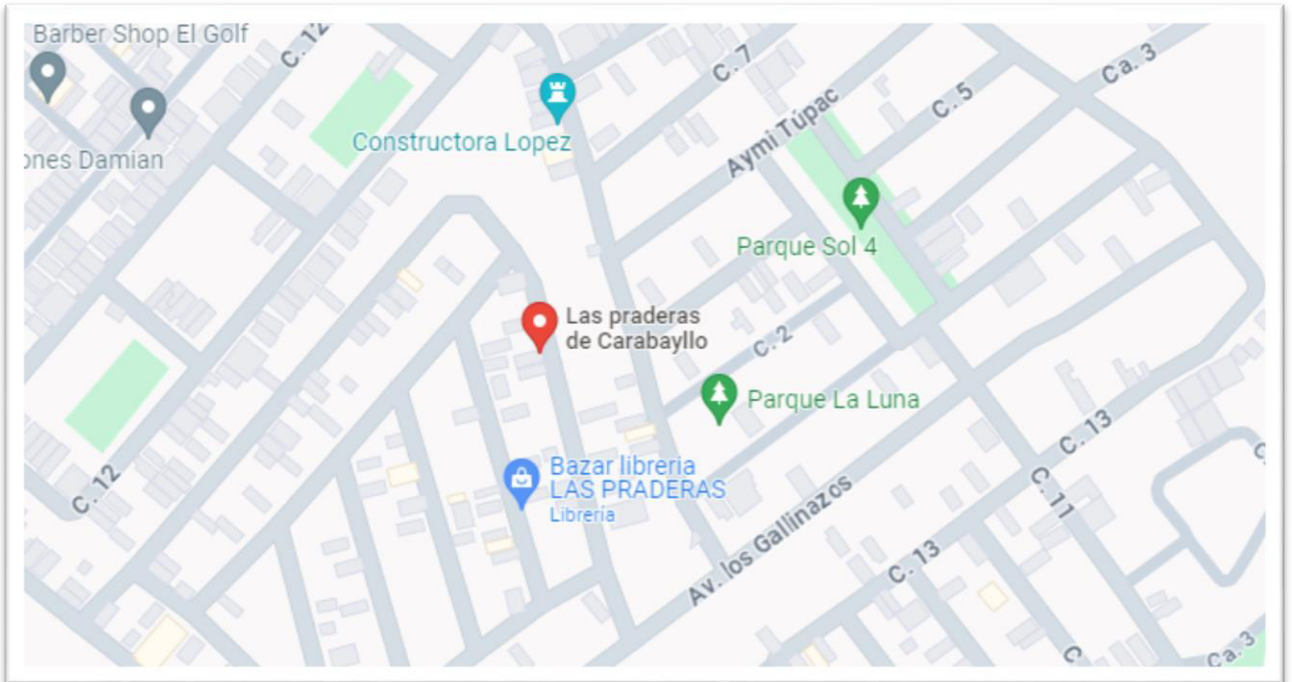 Barber Shop El Golf
C. 12
C. 7
Ca. 3
C. 5
Constructora Lopez
Aymi Túpac
ones Damian
Parque Sol 4
Las praderas
de Carabayllo
C. 2
Parque La Luna
C. 13
Bazar libreria
LAS PRADERAS
Librería
C. 12
C. 11
Av. los Gallinazos
C. 13
C
C
Ca. 3